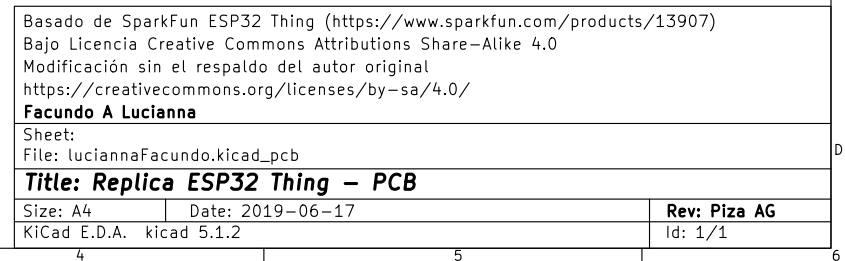 Basado de SparkFun ESP32 Thing (https://www.sparkfun.com/products/13907)
Bajo Licencia Creative Commons Attributions Share-Alike 4.0
Modificación sin el respaldo del autor original
https://creativecommons.org/licenses/by-sa/4.0/
Facundo A Lucianna
Sheet:
File: luciannaFacundo.kicad_pcb
D
Title: Replica ESP32 Thing - PCB
Size: A4 Date: 2019-06-17 Rev: Piza AG
KiCad E.D.A. kicad 5.1.2 Id: 1/1
4 5 6